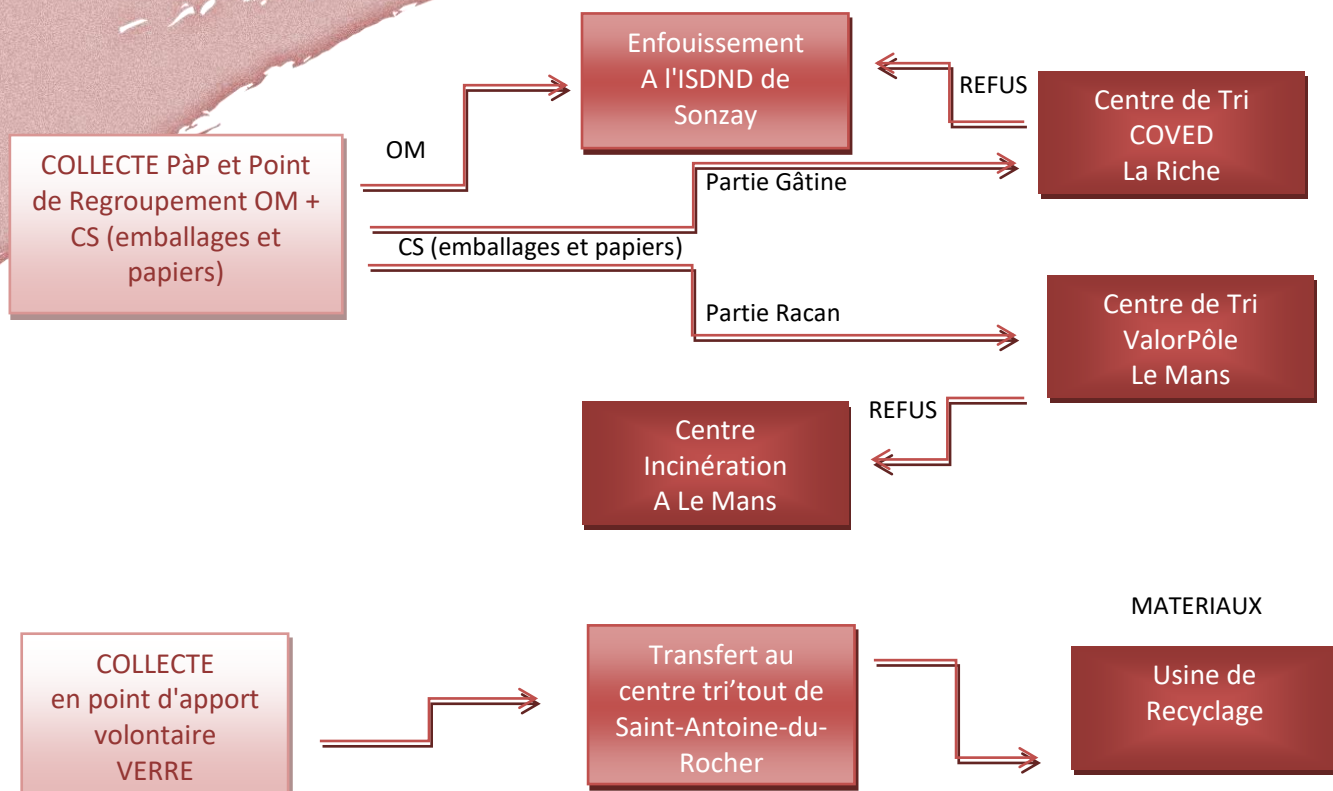 Enfouissement
A l'ISDND de
Sonzay
REFUS
Centre de Tri
COVED
La Riche
COLLECTE PàP et Point
de Regroupement OM +
CS (emballages et
papiers)
OM
Partie Gâtine
CS (emballages et papiers)
Partie Racan
Centre de Tri
ValorPôle
Le Mans
REFUS
Centre
Incinération
A Le Mans
MATERIAUX
COLLECTE
en point d'apport
volontaire
VERRE
Transfert au
centre tri’tout de
Saint-Antoine-du-
Rocher
Usine de
Recyclage